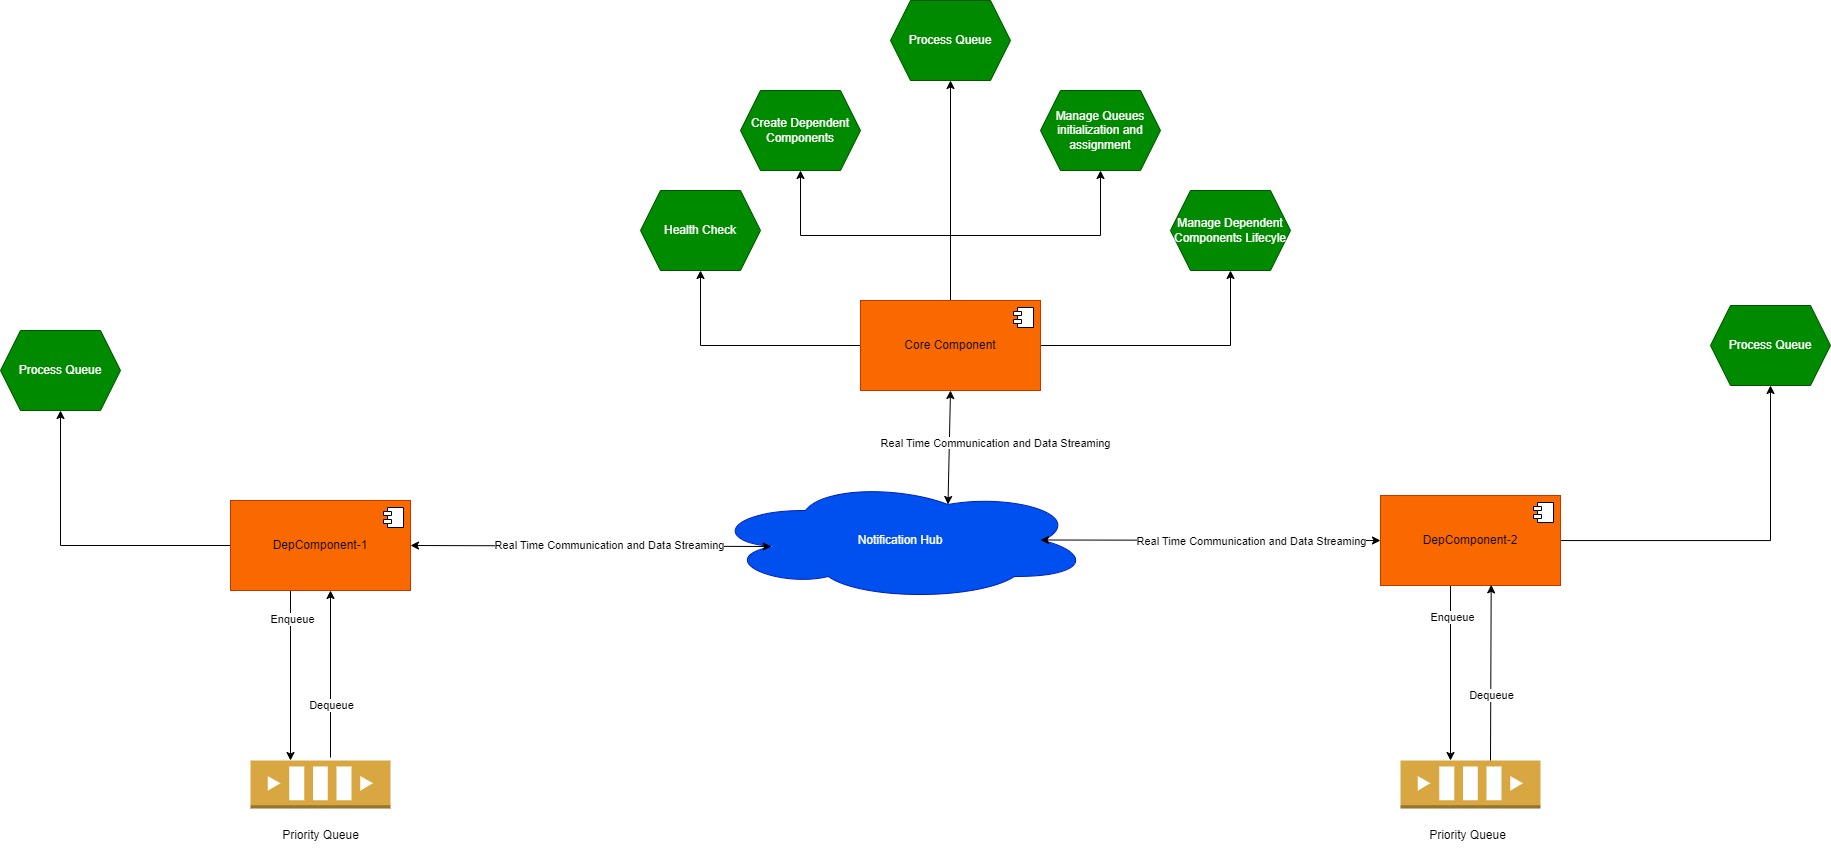 Process Queue
Create Dependent
Components
Manage Queues
initialization and
assignment
Health Check
Manage Dependent
Components Lifecyle
Core Component
Process Queue
Process Queue
Real Time Communication and Data Streaming
DepComponent-1
Real Time Communication and Data Streaming
Notification Hub
Real Time Communication and Data Streaming
DepComponent-2
Enqueue
Enqueue
Dequeue
Dequeue
Priority Queue
Priority Queue